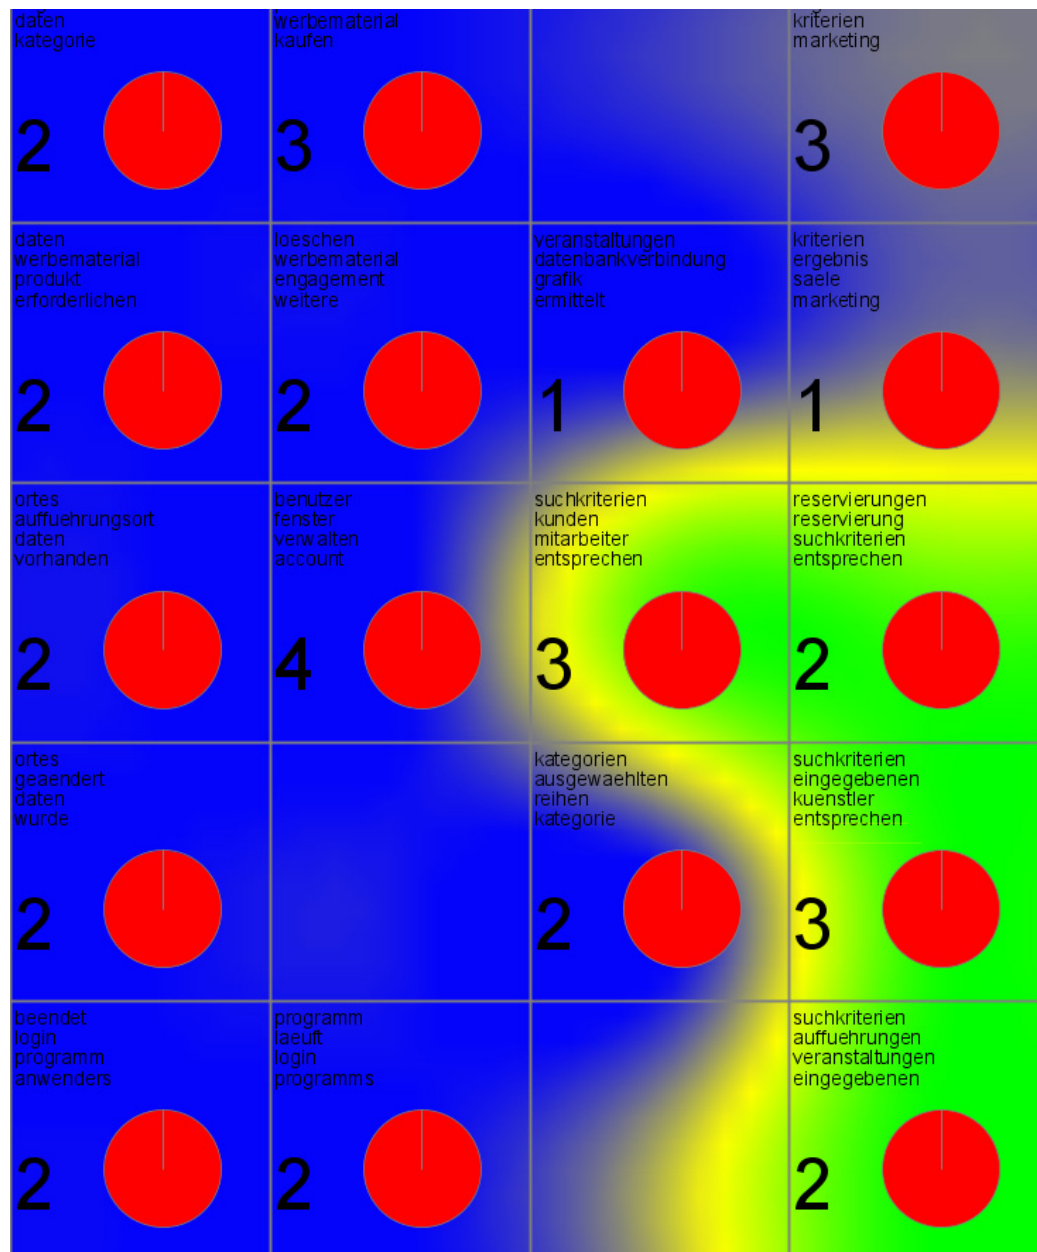 daten
kategorie
2
werbematerial
kaufen
3
kriterien
marketing
3
daten
werbematerial
produkt
erforderlichen
2
loeschen
werbematerial
engagement
weitere
2
veranstaltungen
datenbankverbindung
grafik
ermittelt
1
kriterien
ergebnis
saele
marketing
1
ortes
auffuehrungsort
daten
vorhanden
2
benutzer
fenster
verwalten
account
4
suchkriterien
kunden
mitarbeiter
entsprechen
3
reservierungen
reservierung
suchkriterien
entsprechen
2
ortes
geaendert
daten
wurde
2
kategorien
ausgewaehlten
reihen
kategorie
2
suchkriterien
eingegebenen
kuenstler
entsprechen
3
beendet
login
programm
anwenders
2
programm
laeuft
login
programms
2
suchkriterien
auffuehrungen
veranstaltungen
eingegebenen
2